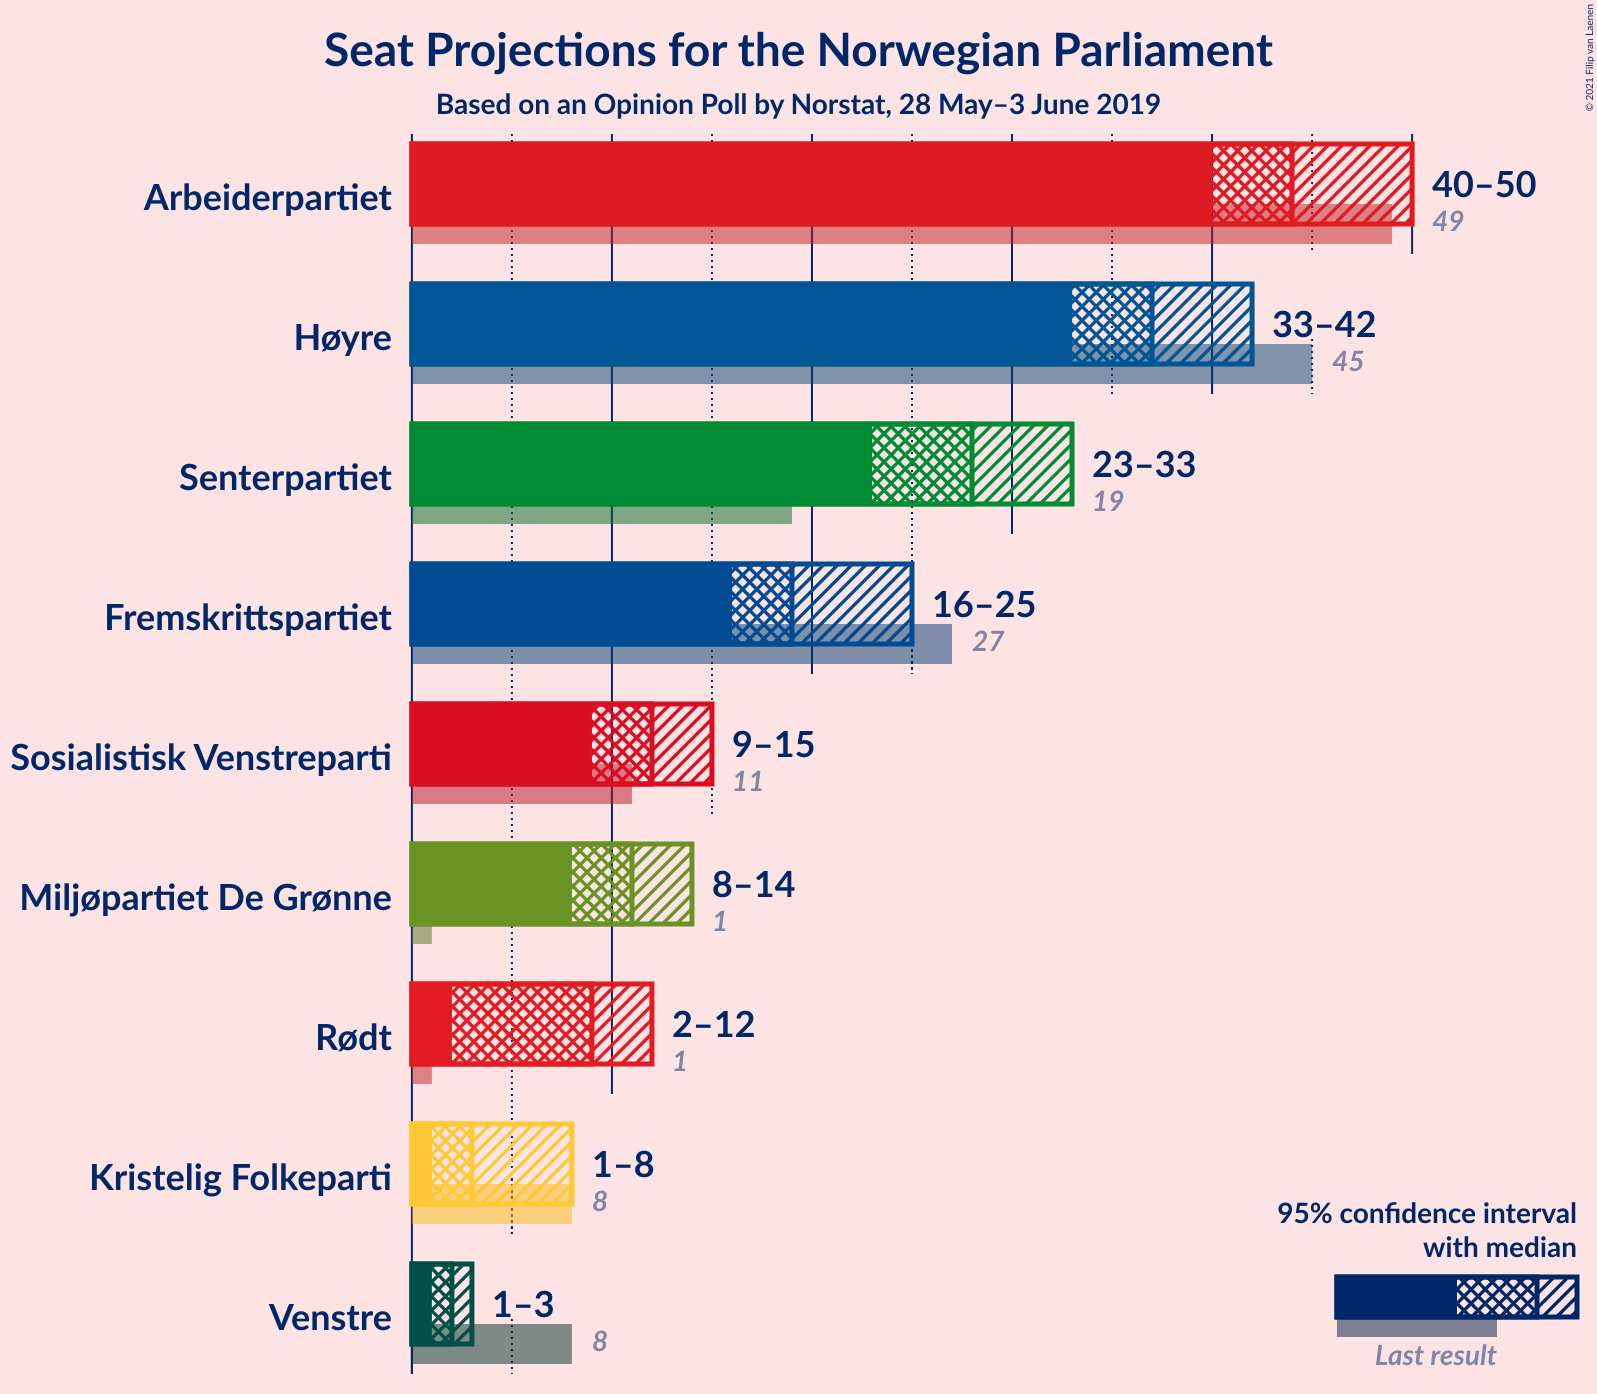 Seat Projections for the Norwegian Parliament
Based on an Opinion Poll by Norstat, 28 May–3 June 2019
© 2021 Filip van Laenen
Arbeiderpartiet
40–50
49
Høyre
33–42
45
Senterpartiet
23–33
19
Fremskrittspartiet
16–25
27
Sosialistisk Venstreparti
9–15
11
Miljøpartiet De Grønne
8–14
1
Rødt
2–12
1
Kristelig Folkeparti
1–8
8
Venstre
1–3
8
95% confidence interval
with median
Last result